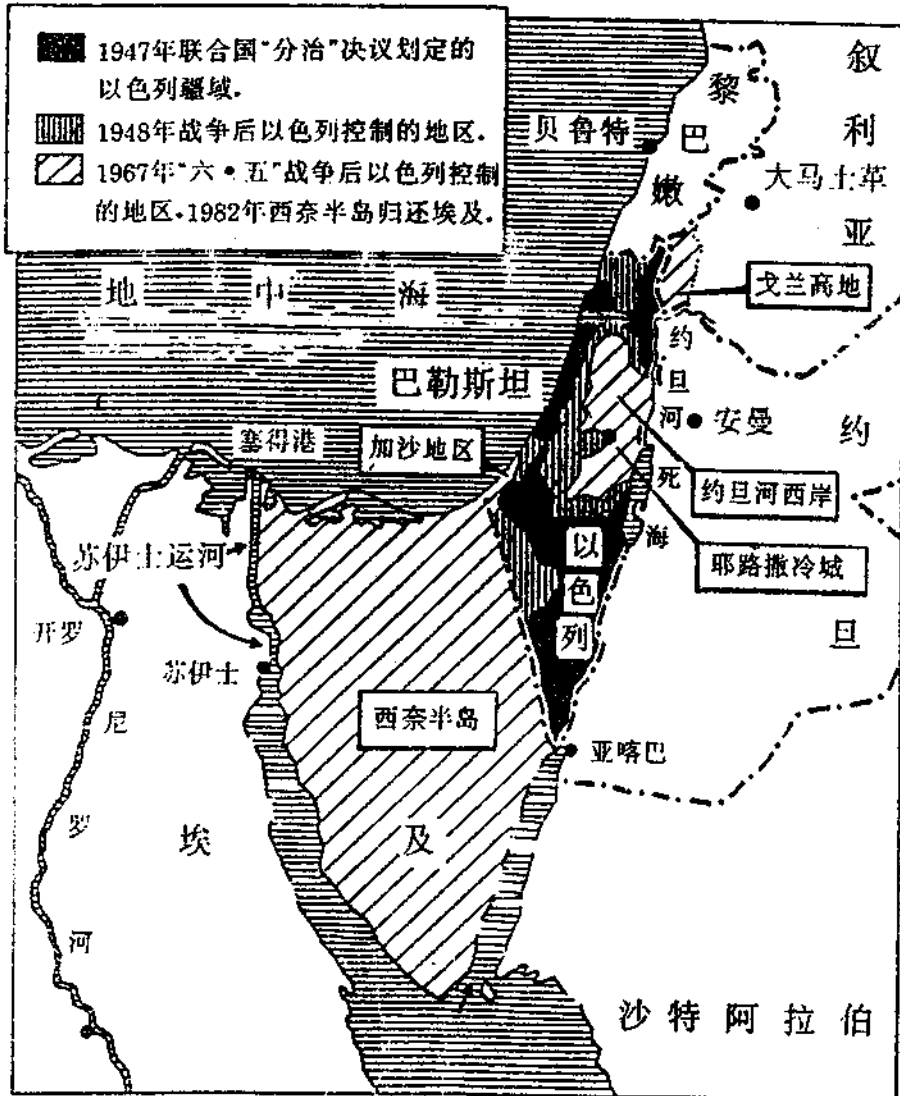 1947年联合国“分治”决议划定的
以色列疆域.
1948年战争后以色列控制的地区.
1967年“六·五”战争后以色列控制
的地区.1982年西奈半岛归还埃及.
叙利亚
黎巴嫩
贝鲁特
大马士革
地中海
戈兰高地
约旦河
巴勒斯坦
安曼
约旦
塞得港
加沙地区
死海
约旦河西岸
苏伊士运河
以色列
耶路撒冷城
开罗
苏伊士
尼罗河
西奈半岛
亚喀巴
埃及
沙特阿拉伯